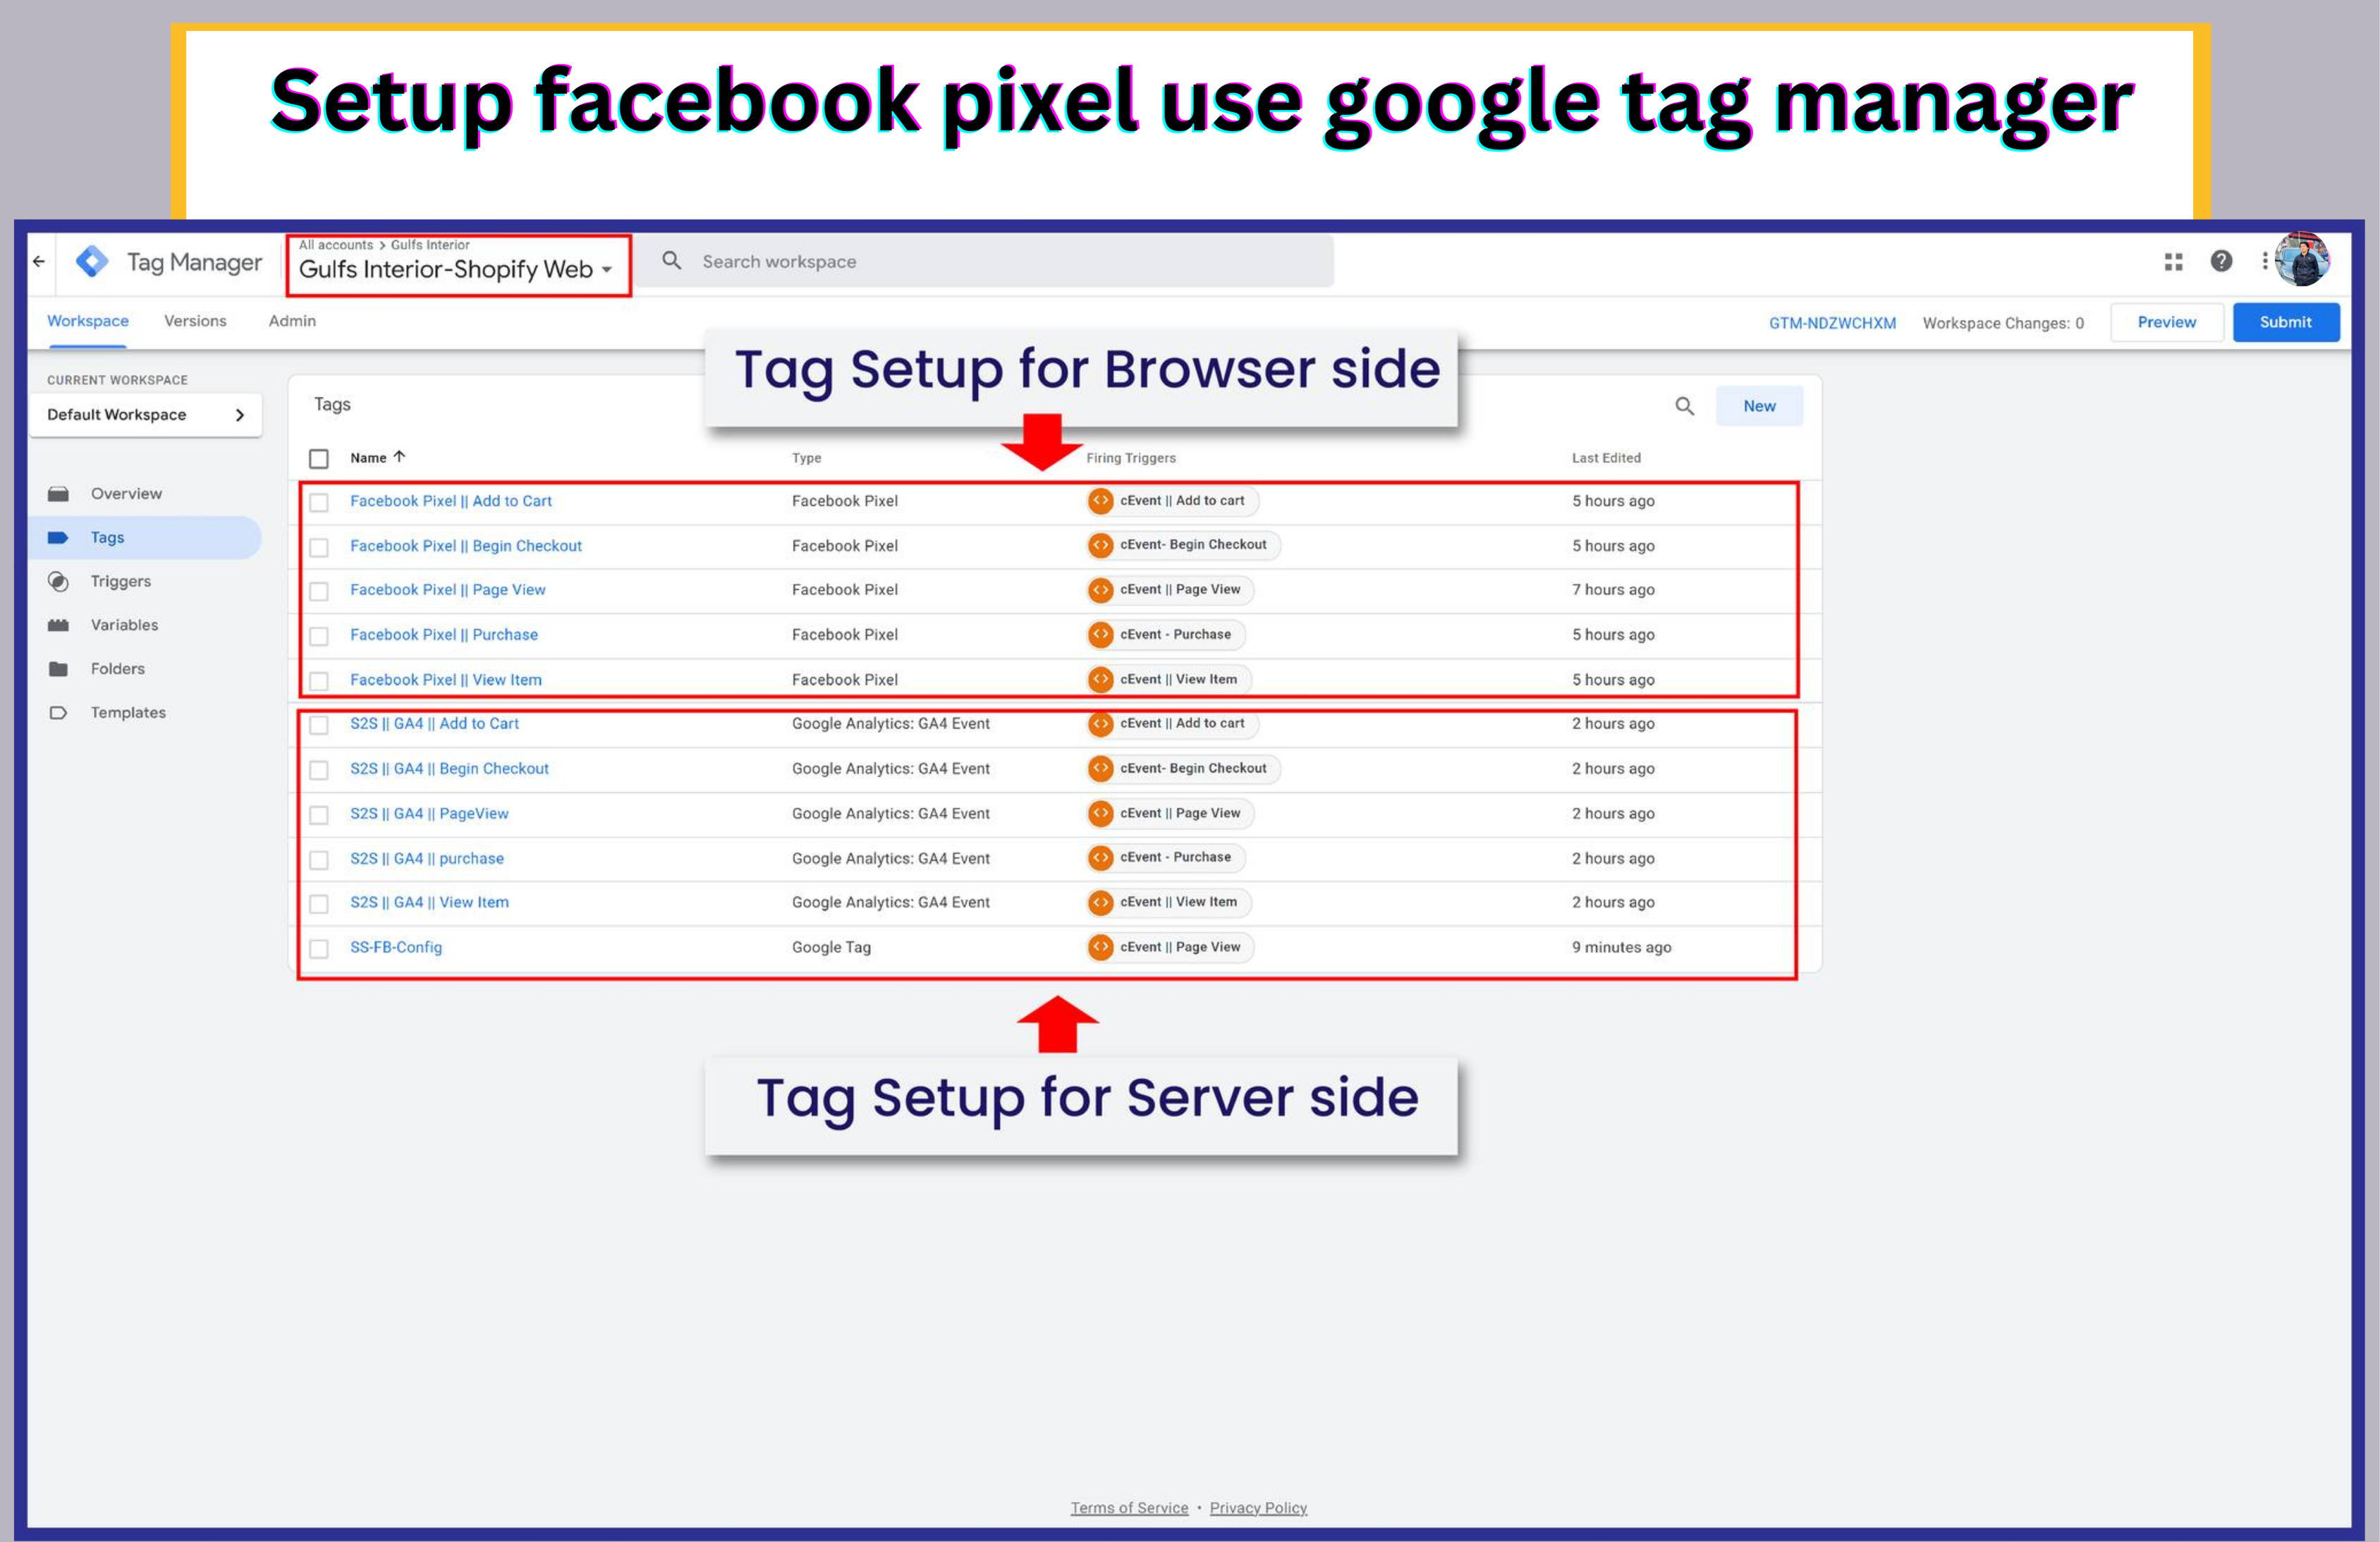 Setup facebook pixel use google tag manager
Tag Manager
All accounts > Gulfs Interior
Gulfs Interior-Shopify Web
Search workspace
Workspace Versions Admin
GTM-NDZWCHXM Workspace Changes: 0 Preview Submit
Tag Setup for Browser side
CURRENT WORKSPACE
Default Workspace
Overview
Tags
Triggers
Variables
Folders
Templates
Tags
New
Name Type Firing Triggers Last Edited
Facebook Pixel || Add to Cart Facebook Pixel cEvent || Add to cart 5 hours ago
Facebook Pixel || Begin Checkout Facebook Pixel cEvent- Begin Checkout 5 hours ago
Facebook Pixel || Page View Facebook Pixel cEvent || Page View 7 hours ago
Facebook Pixel || Purchase Facebook Pixel cEvent - Purchase 5 hours ago
Facebook Pixel || View Item Facebook Pixel cEvent || View Item 5 hours ago
S2S || GA4 || Add to Cart Google Analytics: GA4 Event cEvent || Add to cart 2 hours ago
S2S || GA4 || Begin Checkout Google Analytics: GA4 Event cEvent- Begin Checkout 2 hours ago
S2S || GA4 || PageView Google Analytics: GA4 Event cEvent || Page View 2 hours ago
S2S || GA4 || purchase Google Analytics: GA4 Event cEvent - Purchase 2 hours ago
S2S || GA4 || View Item Google Analytics: GA4 Event cEvent || View Item 2 hours ago
SS-FB-Config Google Tag cEvent || Page View 9 minutes ago
Tag Setup for Server side
Terms of Service · Privacy Policy